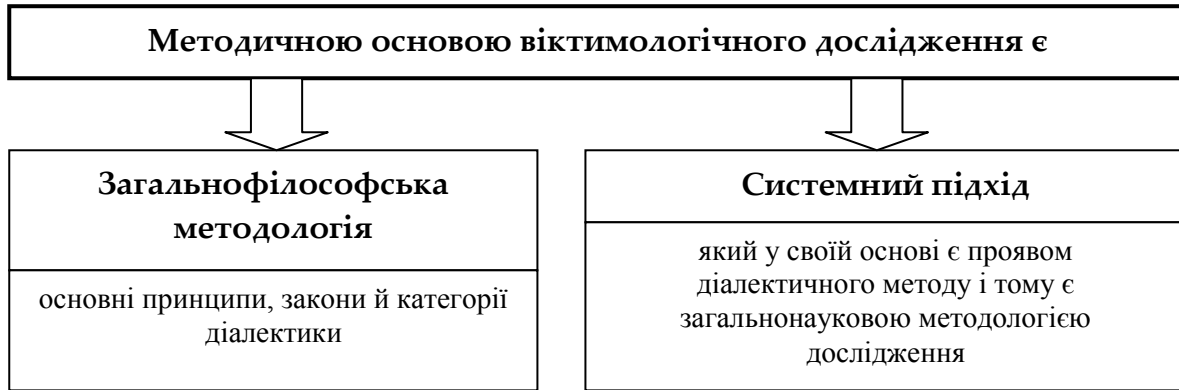 Методичною основою віктимологічного дослідження є
Загальнофілософська
методологія
основні принципи, закони й категорії
діалектики
Системний підхід
який у своїй основі є проявом
діалектичного методу і тому є
загальнонауковою методологією
дослідження